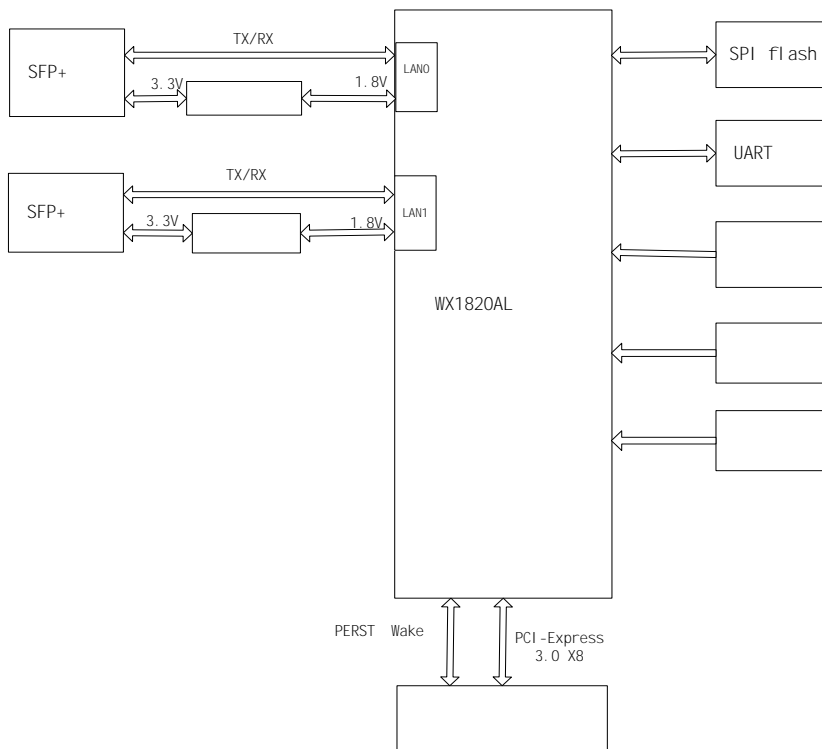 TX/RX
SFP+
LAN0
3.3V
1.8V
SPI flash
UART
TX/RX
SFP+
LAN1
3.3V
1.8V
WX1820AL
PERST Wake
PCI-Express
3.0 X8